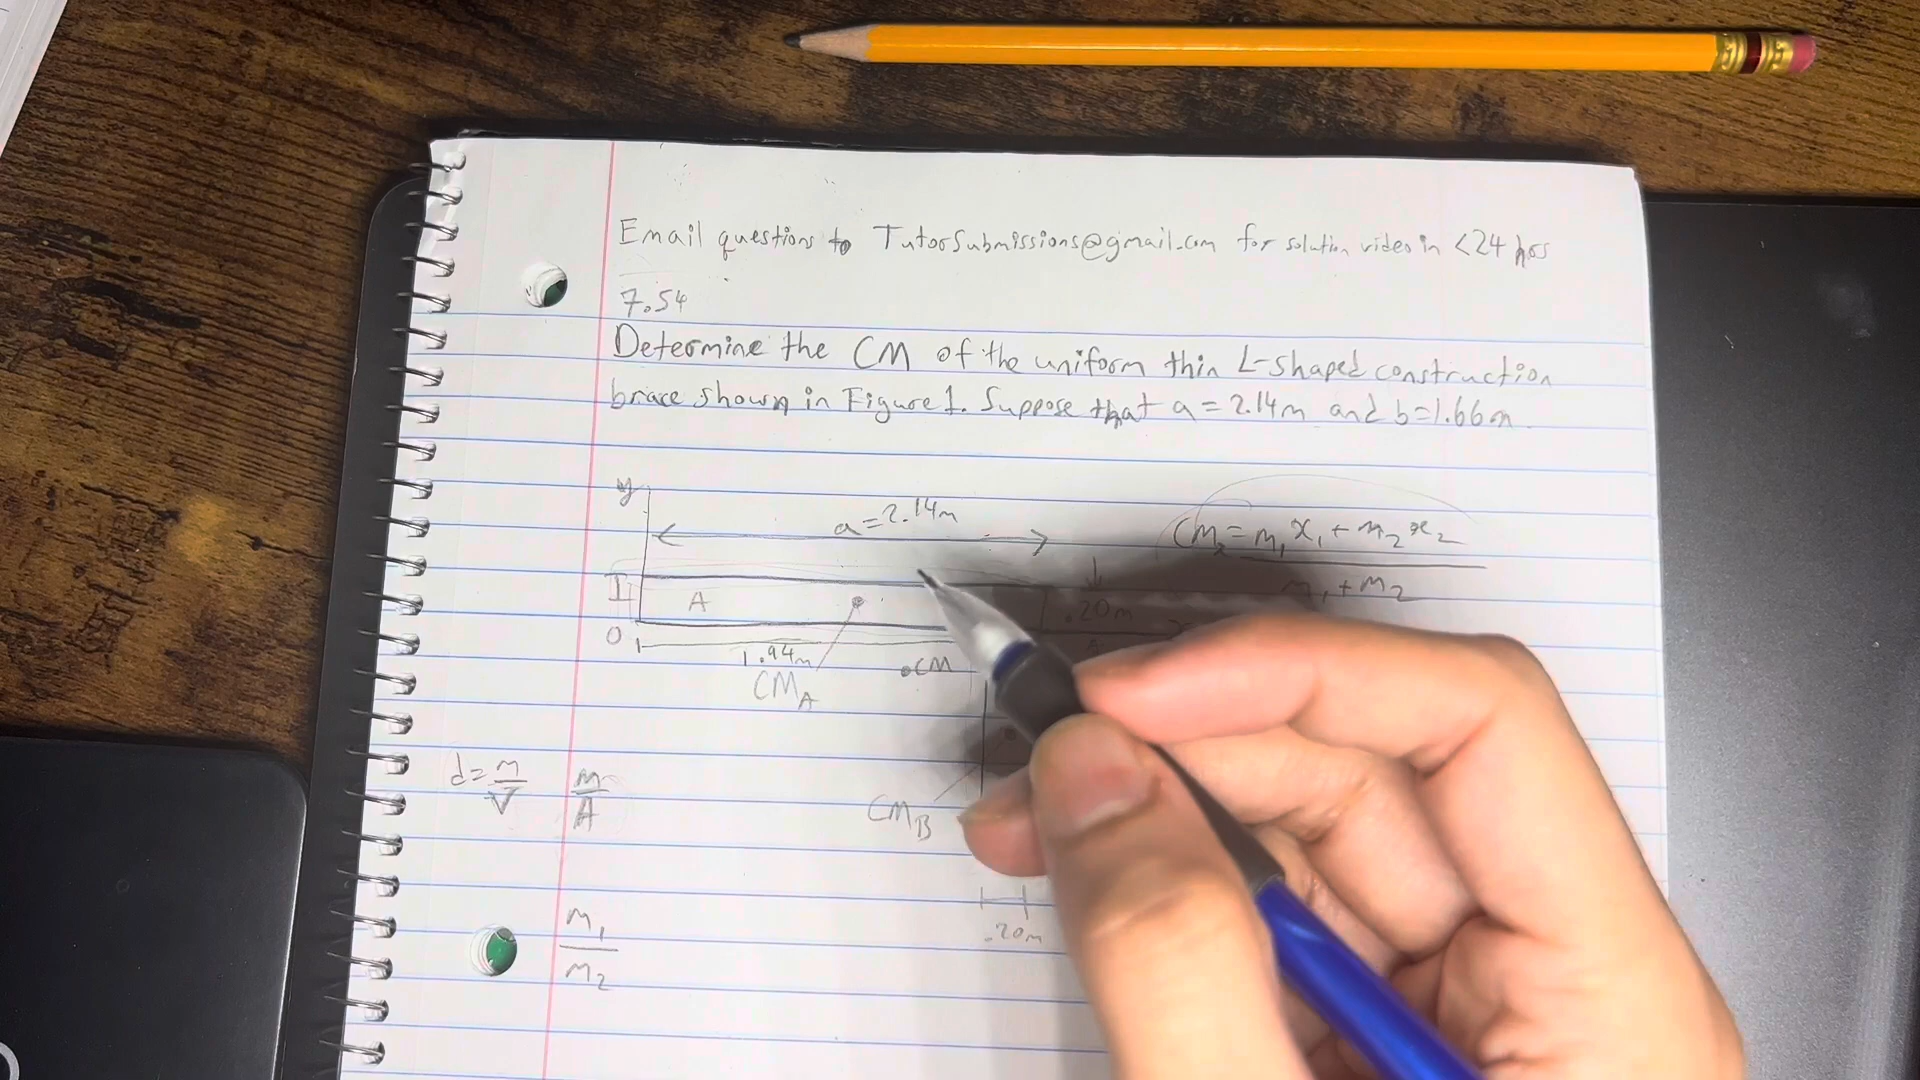 Email questions to TutorSubmissions@gmail.com for solution video in <24 hrs
7.54
Determine the CM of the uniform thin L-shaped construction
brace shown in Figure 1. Suppose that a = 2.14m and b = 1.66m
y
a = 2.14m
CM = m₁x₁ + m₂x₂
m₁ + m₂
A
.20m
0
1.94m
CM
CM_A
d = m/V
m/A
CM_B
.20m
m₁
m₂